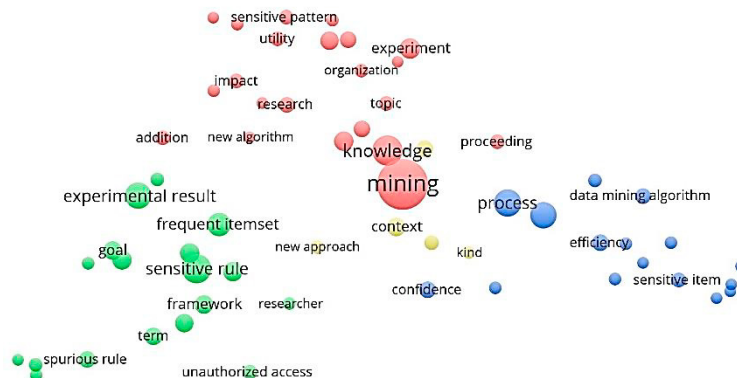 sensitive pattern
utility
experiment
organization
impact
research
topic
addition
new algorithm
knowledge
proceeding
mining
experimental result
process
data mining algorithm
frequent itemset
context
goal
new approach
kind
efficiency
sensitive rule
sensitive item
confidence
framework
researcher
term
spurious rule
unauthorized access